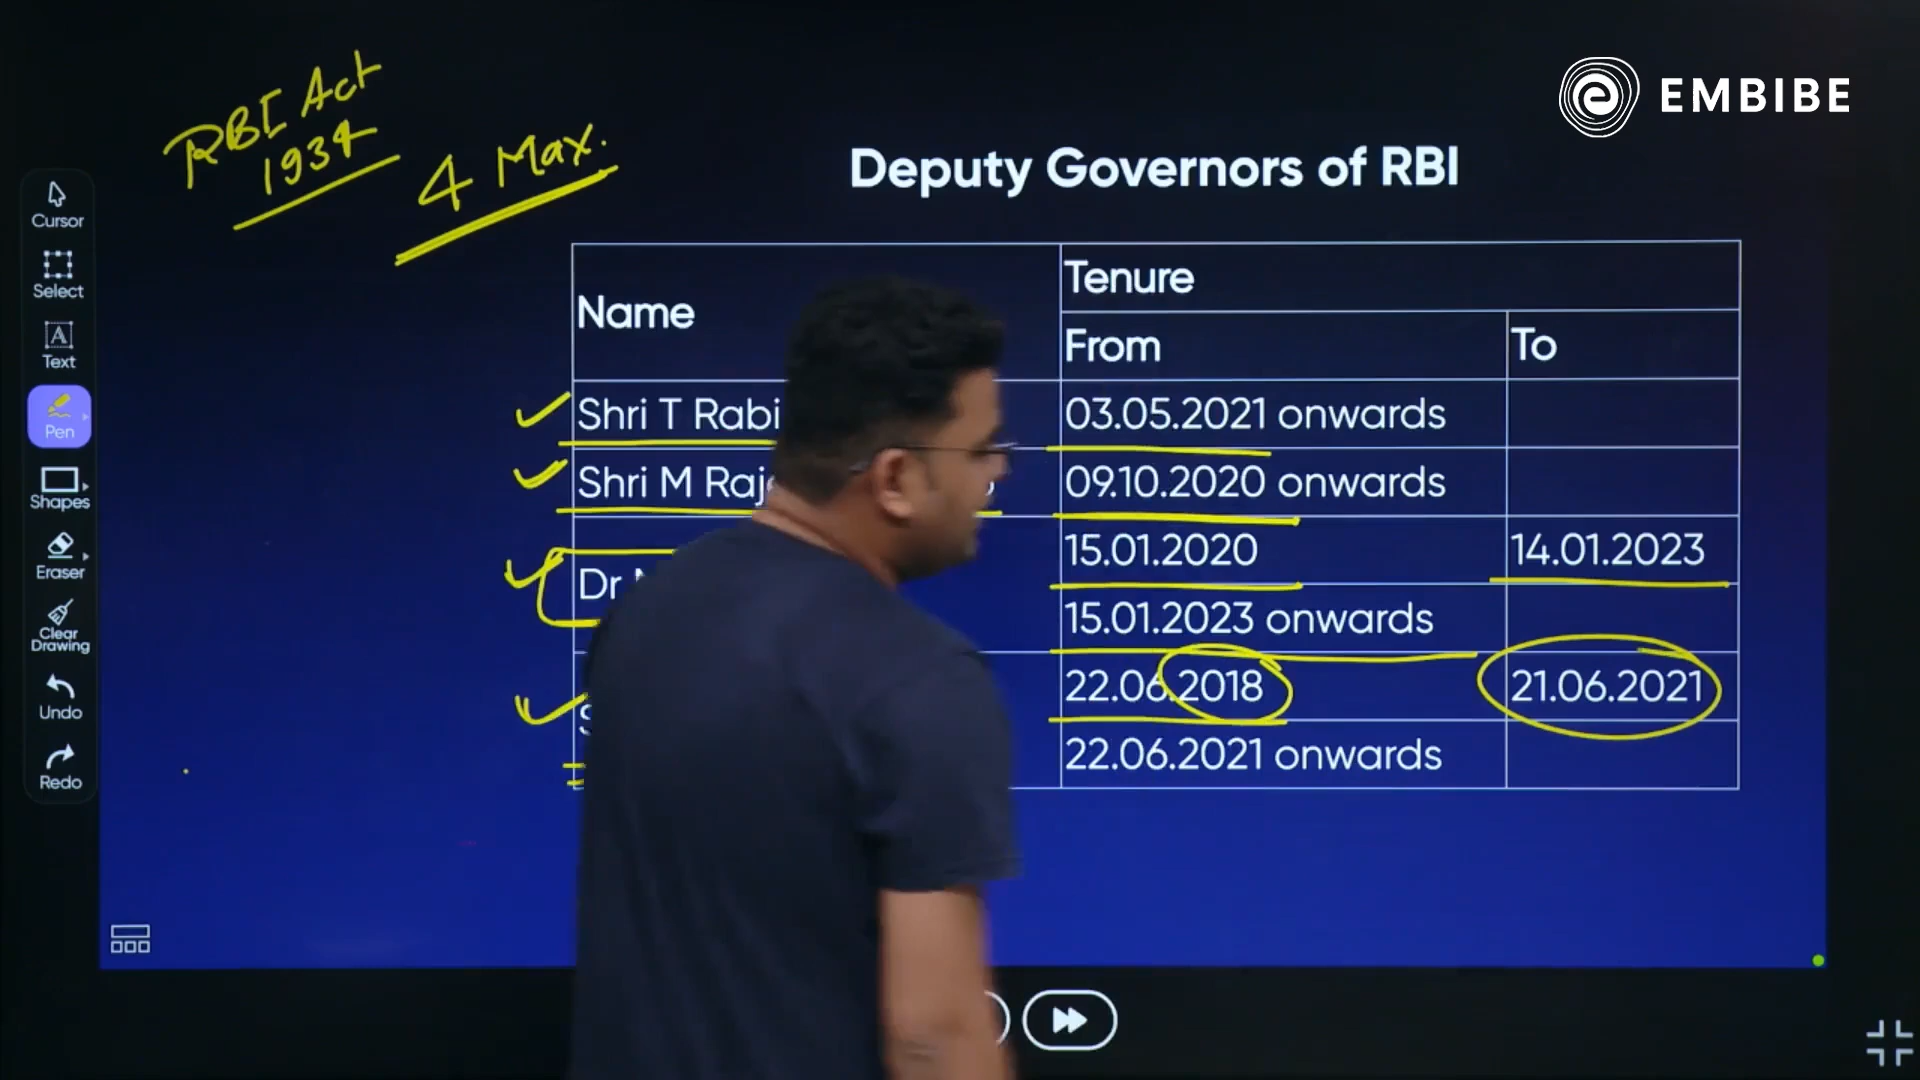 EMBIBE
RBI Act
1934
4 Max.
Deputy Governors of RBI
Name
Tenure
From
To
Shri T Rabi
03.05.2021 onwards
Shri M
09.10.2020 onwards
Dr
15.01.2020
14.01.2023
15.01.2023 onwards
22.06.2018
21.06.2021
22.06.2021 onwards
Cursor
Select
Text
Pen
Shapes
Eraser
Clear
Drawing
Undo
Redo